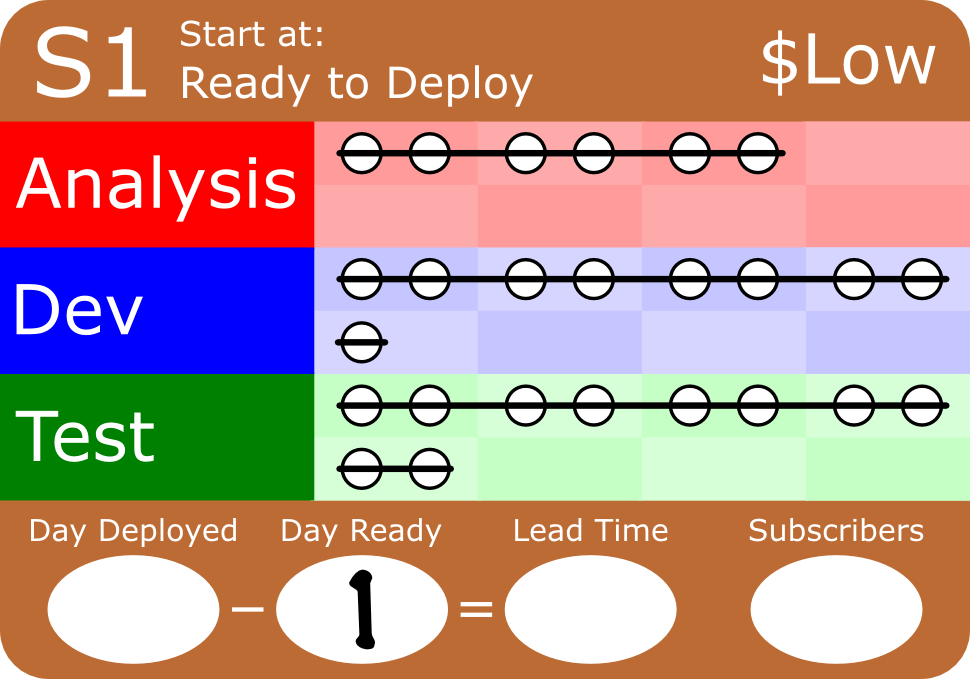 S1 Start at: $Low
Ready to Deploy
Analysis
Dev
Test
Day Deployed Day Ready Lead Time Subscribers
– 1 =